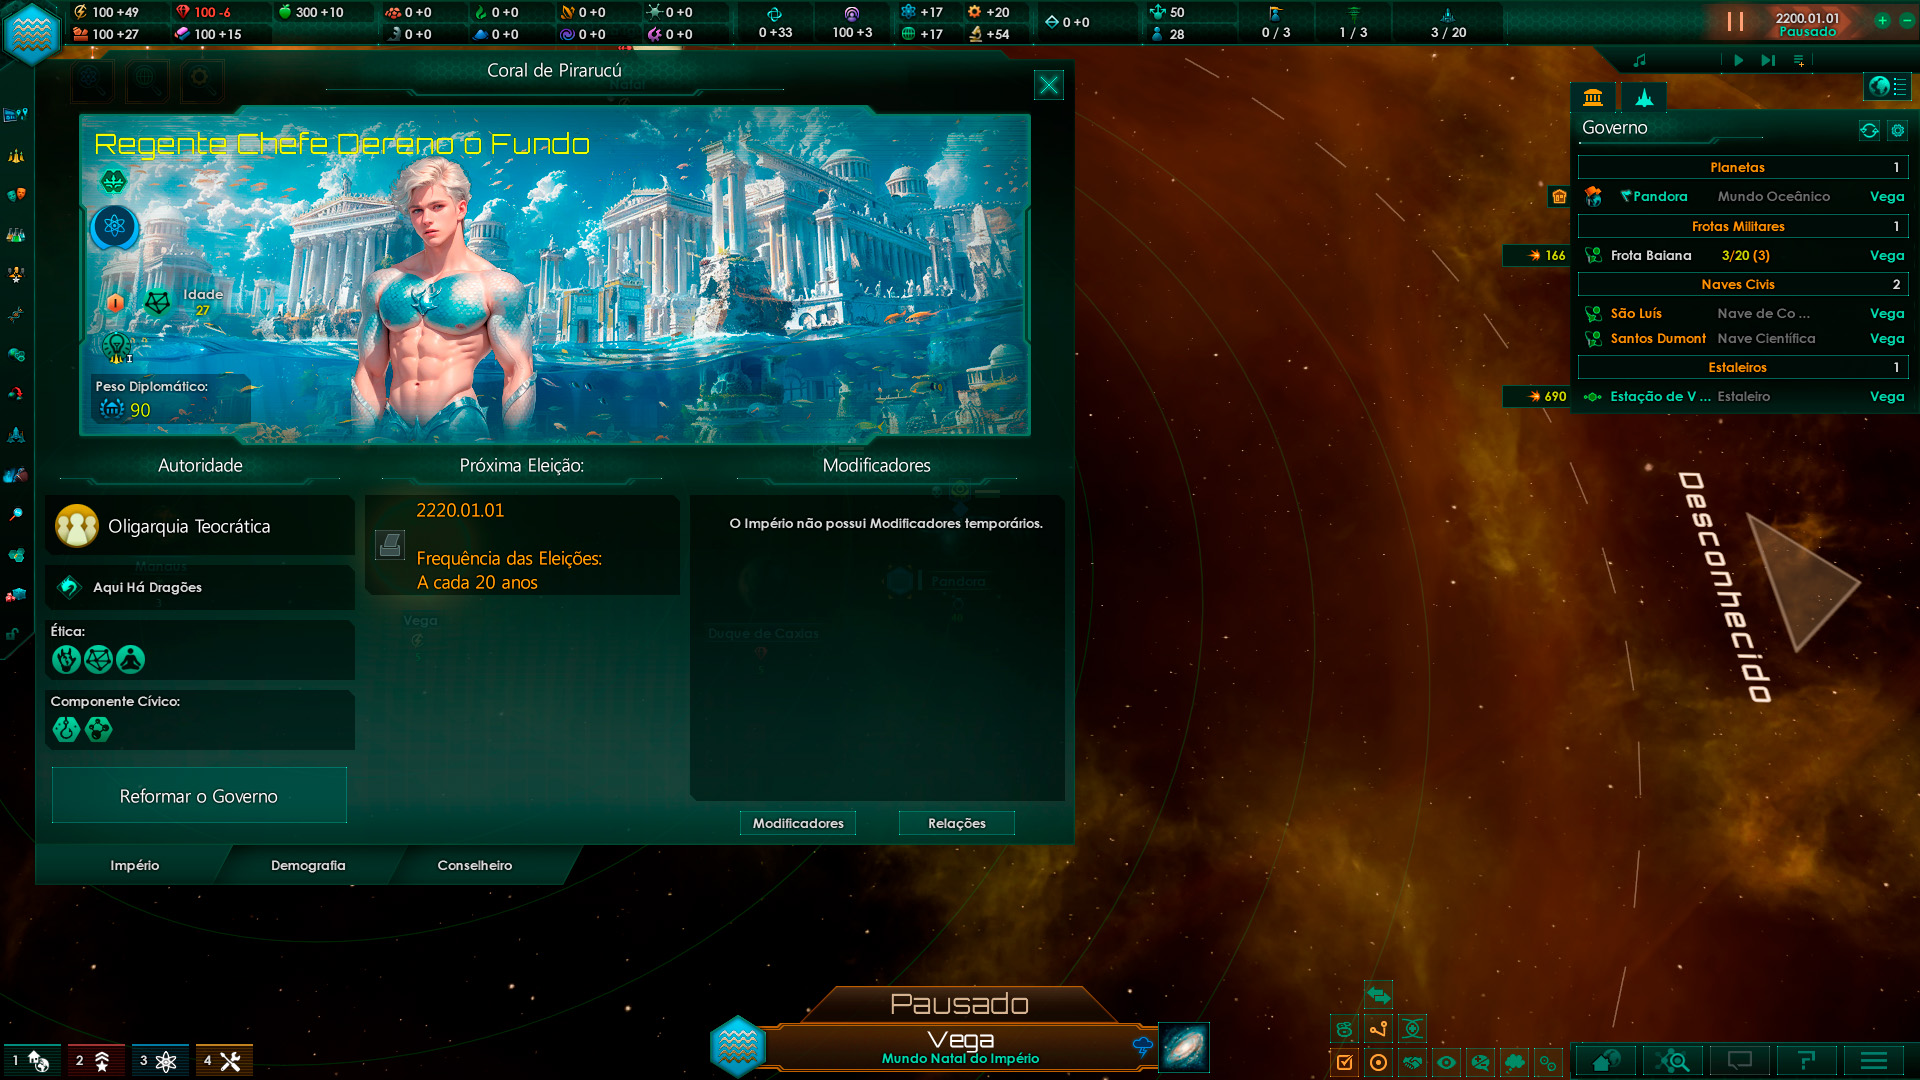 100 +49
100 -6
300 +10
0 +0
0 +0
0 +0
0 +0
100 +27
100 +15
0 +0
0 +0
0 +0
0 +0
0 +33
100 +3
+17
+20
+17
+54
0 +0
50
28
0 / 3
1 / 3
3 / 20
2200.01.01
Pausado
Coral de Pirarucú
Natal
Regente Chefe Dereno o Fundo
Idade
27
I
I
Peso Diplomático:
90
Autoridade
Próxima Eleição:
Modificadores
Oligarquia Teocrática
Manaus
Aqui Há Dragões
Ética:
Componente Cívico:
Reformar o Governo
2220.01.01
Frequência das Eleições:
A cada 20 anos
Vega
O Império não possui Modificadores temporários.
Pandora
Duque de Caxias
Modificadores
Relações
Império
Demografia
Conselheiro
Governo
Planetas 1
Pandora Mundo Oceânico Vega
Frotas Militares 1
166 Frota Baiana 3/20 (3) Vega
Naves Civis 2
São Luís Nave de Co ... Vega
Santos Dumont Nave Científica Vega
Estaleiros 1
690 Estação de V ... Estaleiro Vega
Desconhecido
Pausado
Vega
Mundo Natal do Império
1
2
3
4